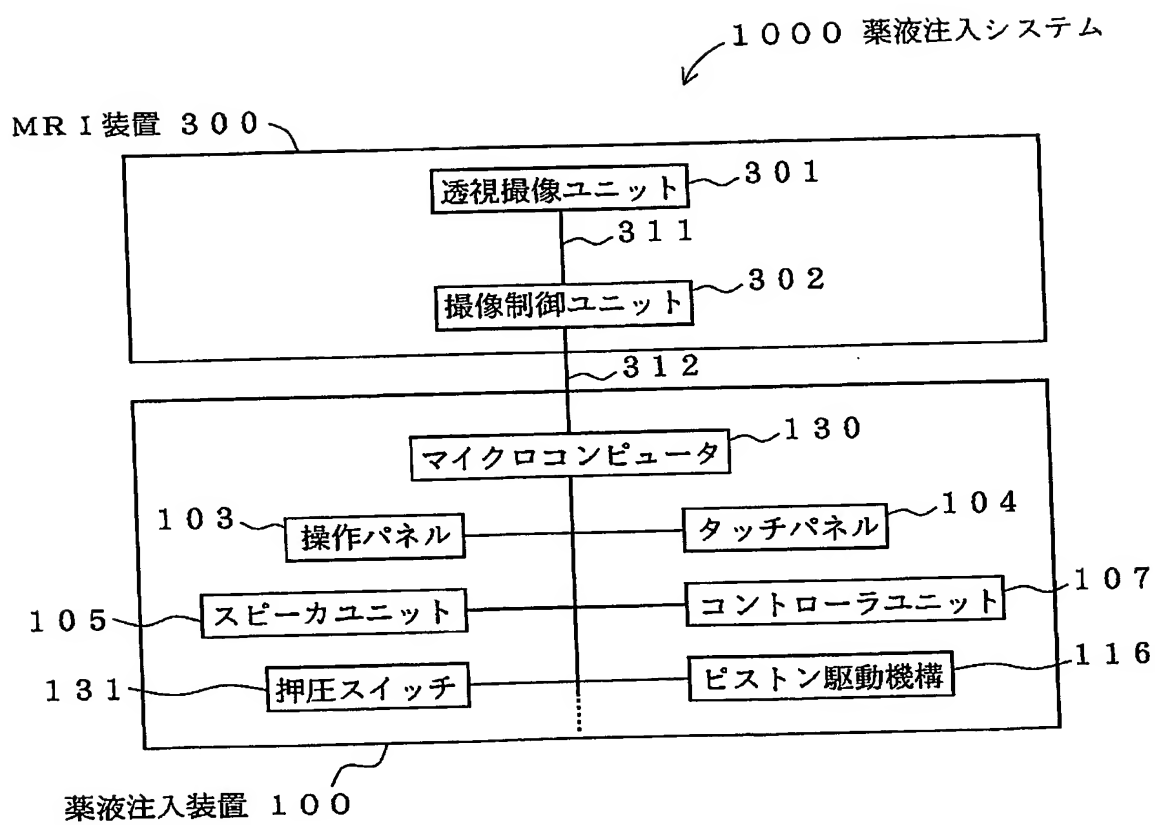 1000 薬液注入システム
MRI装置 300
透視撮像ユニット 301
311
撮像制御ユニット 302
312
マイクロコンピュータ 130
103 操作パネル タッチパネル 104
105 スピーカユニット コントローラユニット 107
131 押圧スイッチ ピストン駆動機構 116
薬液注入装置 100